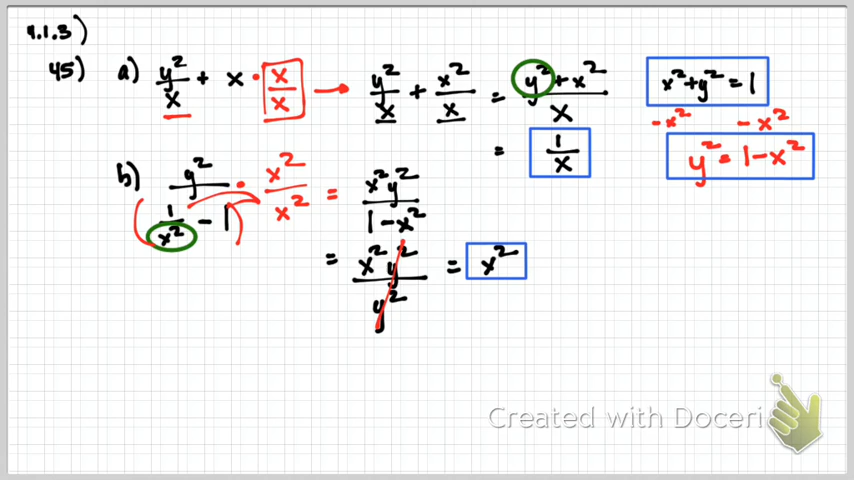 4.1.3)
45) a) y²/x + x · x/x → y²/x + x²/x = (y² + x²)/x
x² + y² = 1
-x² -x²
= 1/x
y² = 1 - x²
b) y²/(1/x² - 1) · x²/x² = x²y²/(1 - x²)
= x²y²/y² = x²
Created with Doceri